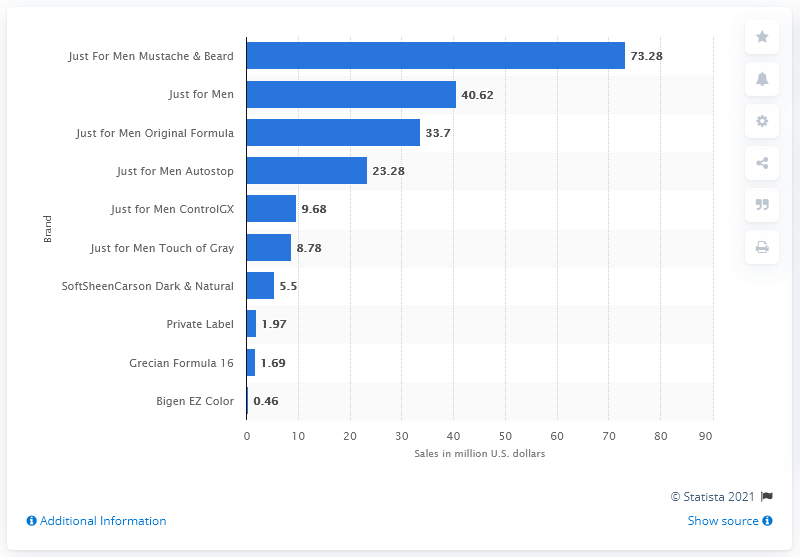 Just For Men Mustache & Beard 73.28
Just for Men 40.62
Just for Men Original Formula 33.7
Just for Men Autostop 23.28
Just for Men ControlGX 9.68
Just for Men Touch of Gray 8.78
SoftSheenCarson Dark & Natural 5.5
Private Label 1.97
Grecian Formula 16 1.69
Bigen EZ Color 0.46
Brand
0 10 20 30 40 50 60 70 80 90
Sales in million U.S. dollars
© Statista 2021
Additional Information
Show source